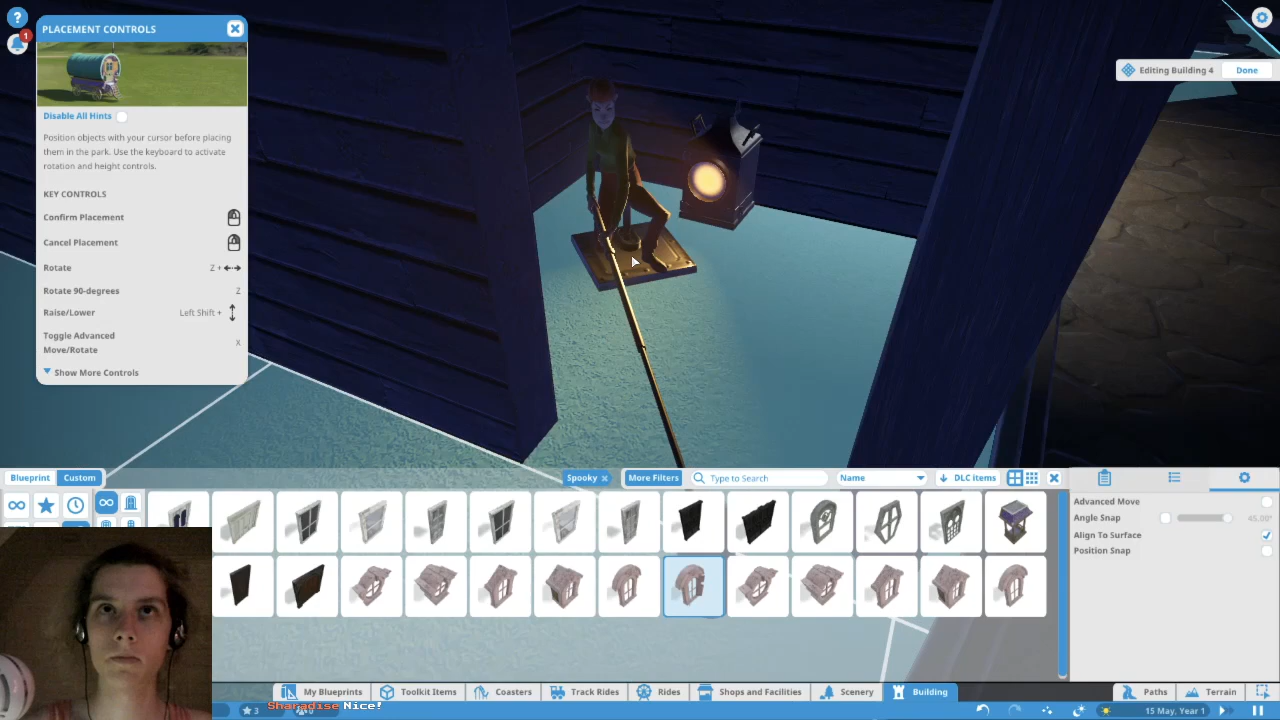 ?
PLACEMENT CONTROLS
1
Disable All Hints
Position objects with your cursor before placing
them in the park. Use the keyboard to activate
rotation and height controls.
KEY CONTROLS
Confirm Placement
Cancel Placement
Rotate Z +
Rotate 90-degrees Z
Raise/Lower Left Shift +
Toggle Advanced
Move/Rotate X
Show More Controls
Editing Building 4 Done
Blueprint Custom Spooky × More Filters Type to Search Name DLC items
Advanced Move
Angle Snap 45.00°
Align To Surface
Position Snap
My Blueprints Toolkit Items Coasters Track Rides Rides Shops and Facilities Scenery Building Paths Terrain
Sharadise Nice!
3 0 15 May, Year 1